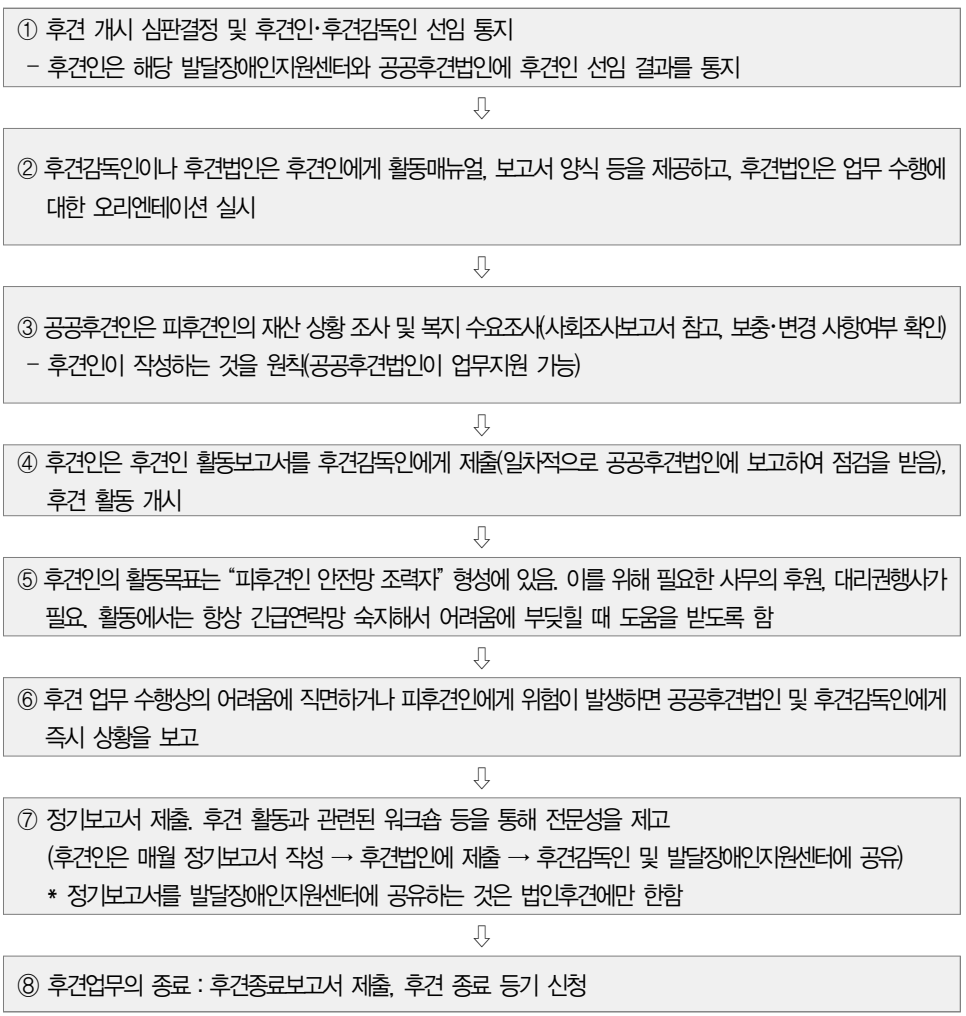 ① 후견 개시 심판결정 및 후견인·후견감독인 선임 통지
- 후견인은 해당 발달장애인지원센터와 공공후견법인에 후견인 선임 결과를 통지
⇩
② 후견감독인이나 후견법인은 후견인에게 활동매뉴얼, 보고서 양식 등을 제공하고, 후견법인은 업무 수행에
대한 오리엔테이션 실시
⇩
③ 공공후견인은 피후견인의 재산 상황 조사 및 복지 수요조사(사회조사보고서 참고, 보충·변경 사항여부 확인)
- 후견인이 작성하는 것을 원칙(공공후견법인이 업무지원 가능)
⇩
④ 후견인은 후견인 활동보고서를 후견감독인에게 제출(일차적으로 공공후견법인에 보고하여 점검을 받음),
후견 활동 개시
⇩
⑤ 후견인의 활동목표는 “피후견인 안전망 조력자” 형성에 있음. 이를 위해 필요한 사무의 후원, 대리권행사가
필요. 활동에서는 항상 긴급연락망 숙지해서 어려움에 부딪힐 때 도움을 받도록 함
⇩
⑥ 후견 업무 수행상의 어려움에 직면하거나 피후견인에게 위험이 발생하면 공공후견법인 및 후견감독인에게
즉시 상황을 보고
⇩
⑦ 정기보고서 제출. 후견 활동과 관련된 워크숍 등을 통해 전문성을 제고
(후견인은 매월 정기보고서 작성 → 후견법인에 제출 → 후견감독인 및 발달장애인지원센터에 공유)
* 정기보고서를 발달장애인지원센터에 공유하는 것은 법인후견에만 한함
⇩
⑧ 후견업무의 종료 : 후견종료보고서 제출, 후견 종료 등기 신청